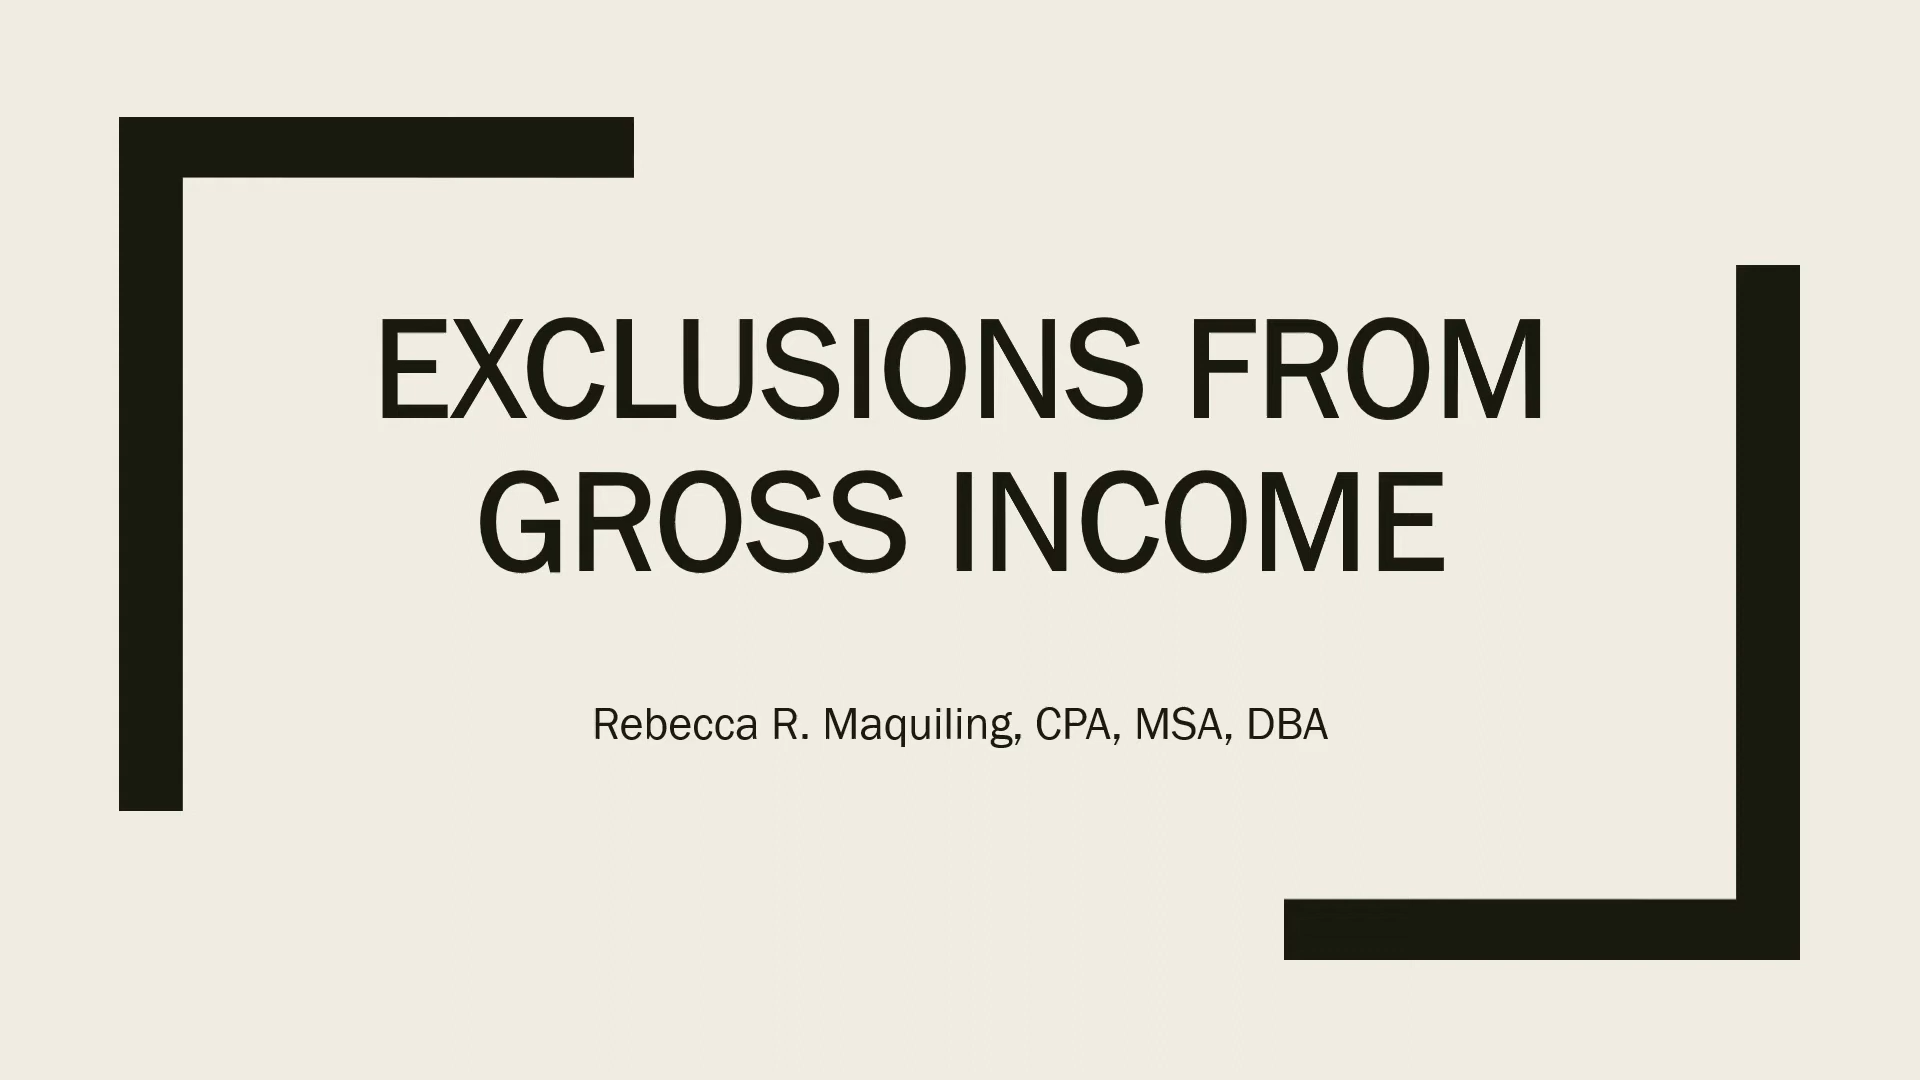 EXCLUSIONS FROM
GROSS INCOME
Rebecca R. Maquiling, CPA, MSA, DBA